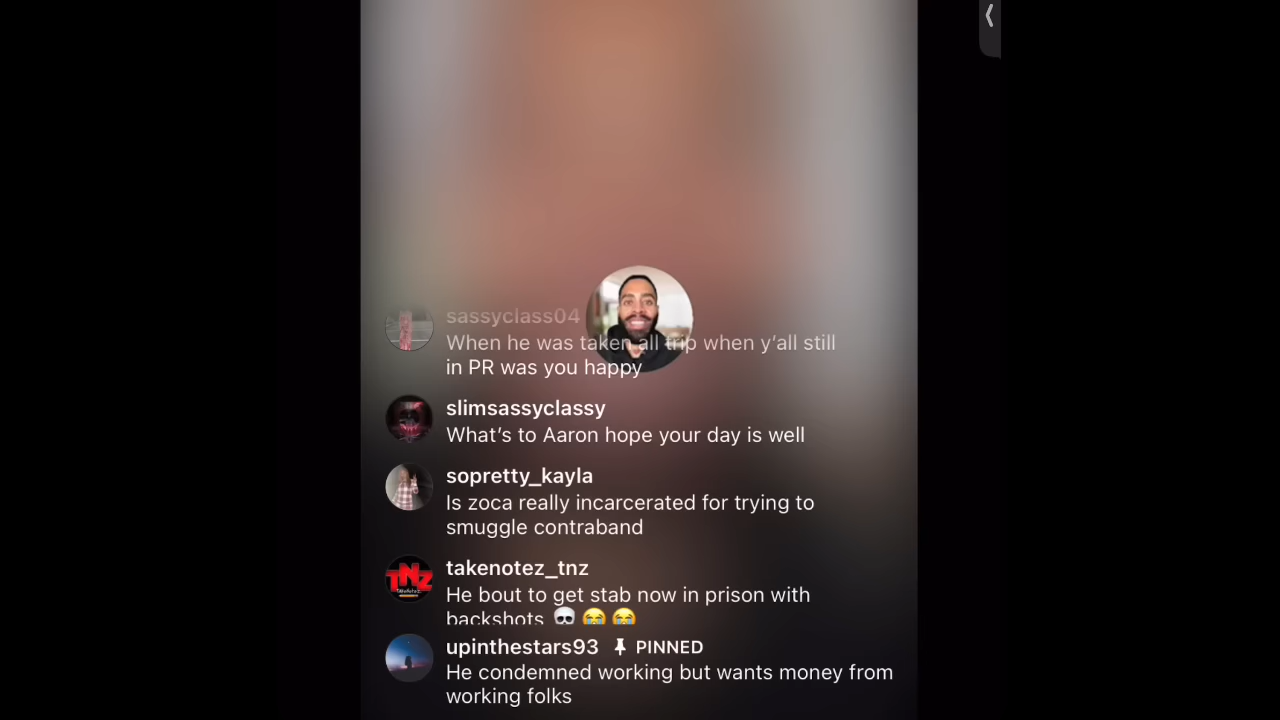 sassyclass04
When he was taken all trip when y'all still
in PR was you happy
slimsassyclassy
What's to Aaron hope your day is well
sopretty_kayla
Is zoca really incarcerated for trying to
smuggle contraband
TNZ
takenotez_tnz
He bout to get stab now in prison with
backshots 💀 😭 😭
upinthestars93 📌 PINNED
He condemned working but wants money from
working folks